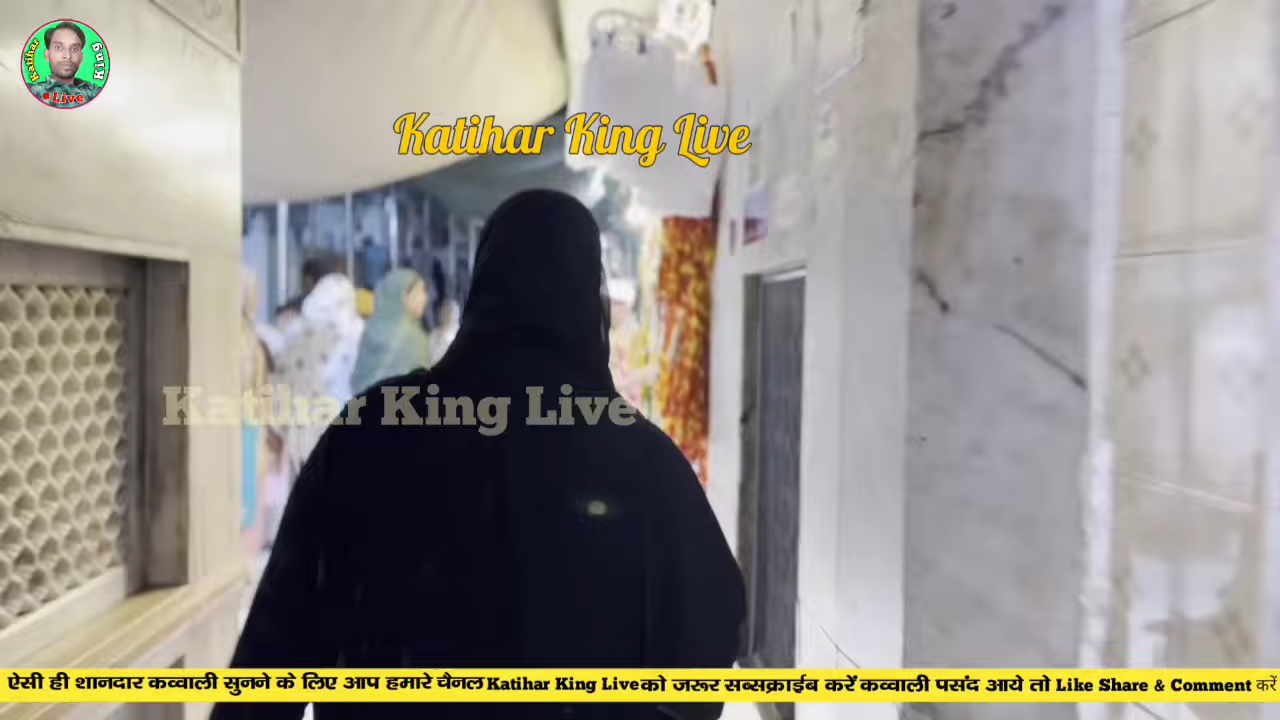 Katihar King
Live
Katihar King Live
Katihar King Live
ऐसी ही शानदार कव्वाली सुनने के लिए आप हमारे चैनल Katihar King Live को जरूर सब्सक्राईब करें कव्वाली पसंद आये तो Like Share & Comment करें